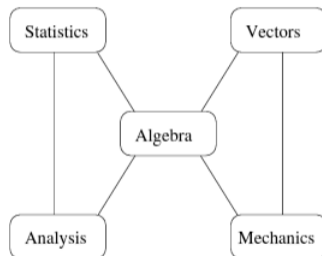 Statistics
Vectors
Algebra
Analysis
Mechanics